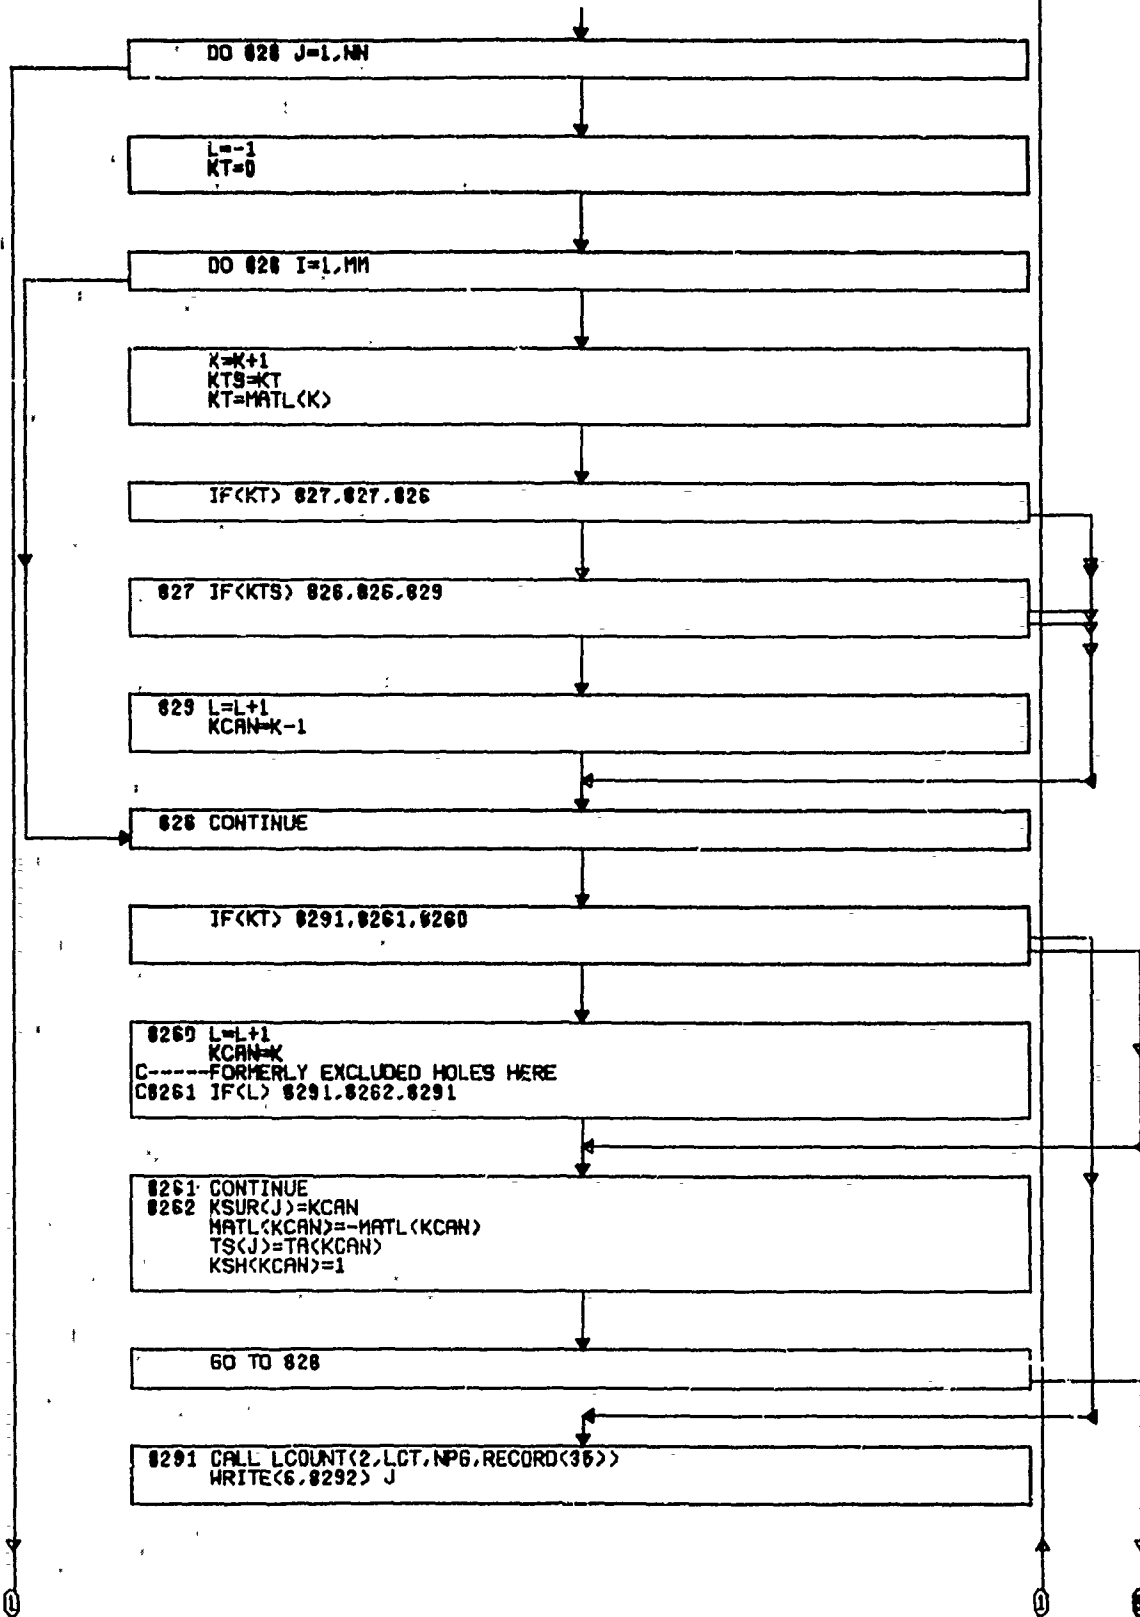 DO 828 J=1,NN
L=-1
KT=0
DO 826 I=1,MM
K=K+1
KTS=KT
KT=MATL(K)
IF(KT) 827,827,826
827 IF(KTS) 826,826,829
829 L=L+1
KCAN=K-1
826 CONTINUE
IF(KT) 8291,8261,8260
8260 L=L+1
KCAN=K
C-----FORMERLY EXCLUDED HOLES HERE
C8261 IF(L) 8291,8262,8291
8261 CONTINUE
8262 KSUR(J)=KCAN
MATL(KCAN)=-MATL(KCAN)
TS(J)=TA(KCAN)
KSH(KCAN)=1
GO TO 828
8291 CALL LCOUNT(2,LCT,NPG,RECORD(36))
WRITE(6,8292) J
1
1